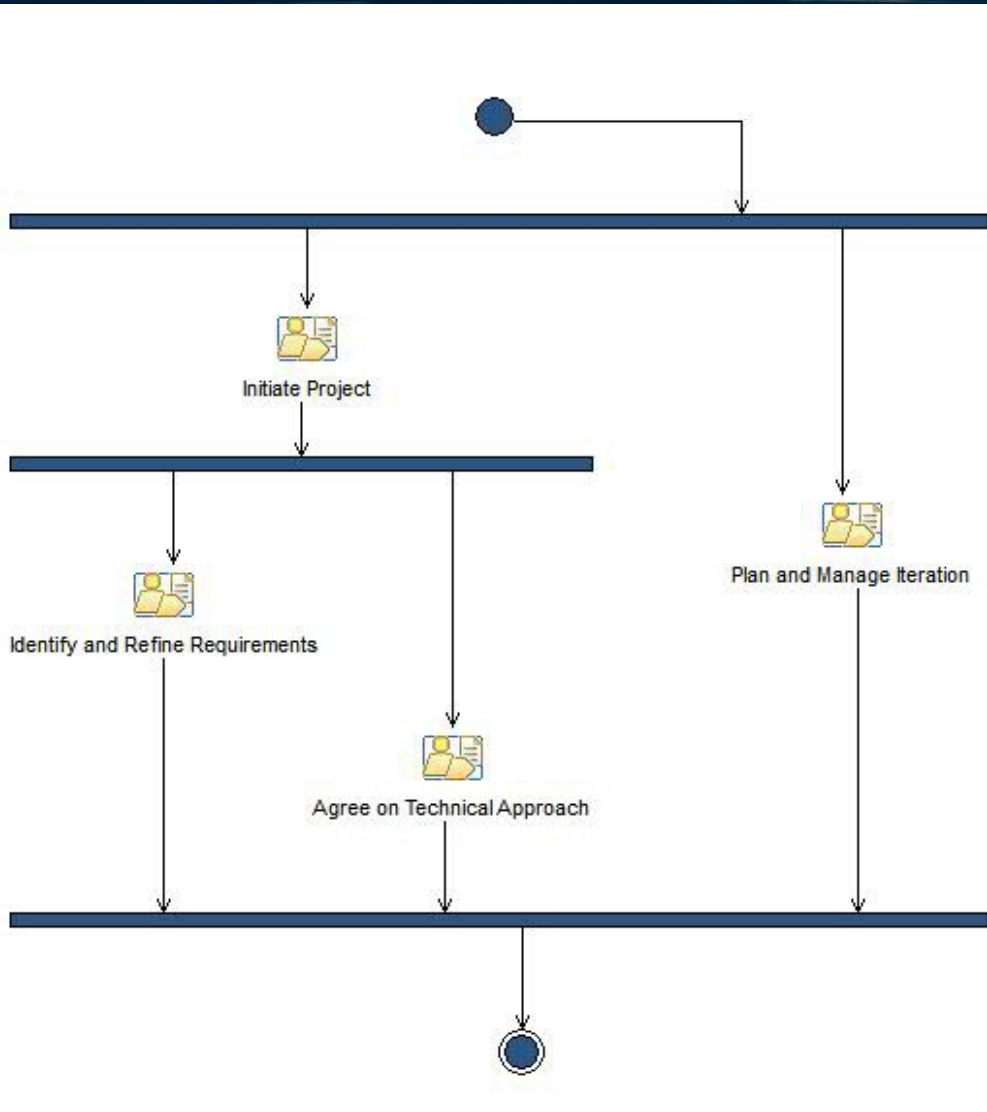 Initiate Project
Plan and Manage Iteration
Identify and Refine Requirements
Agree on Technical Approach